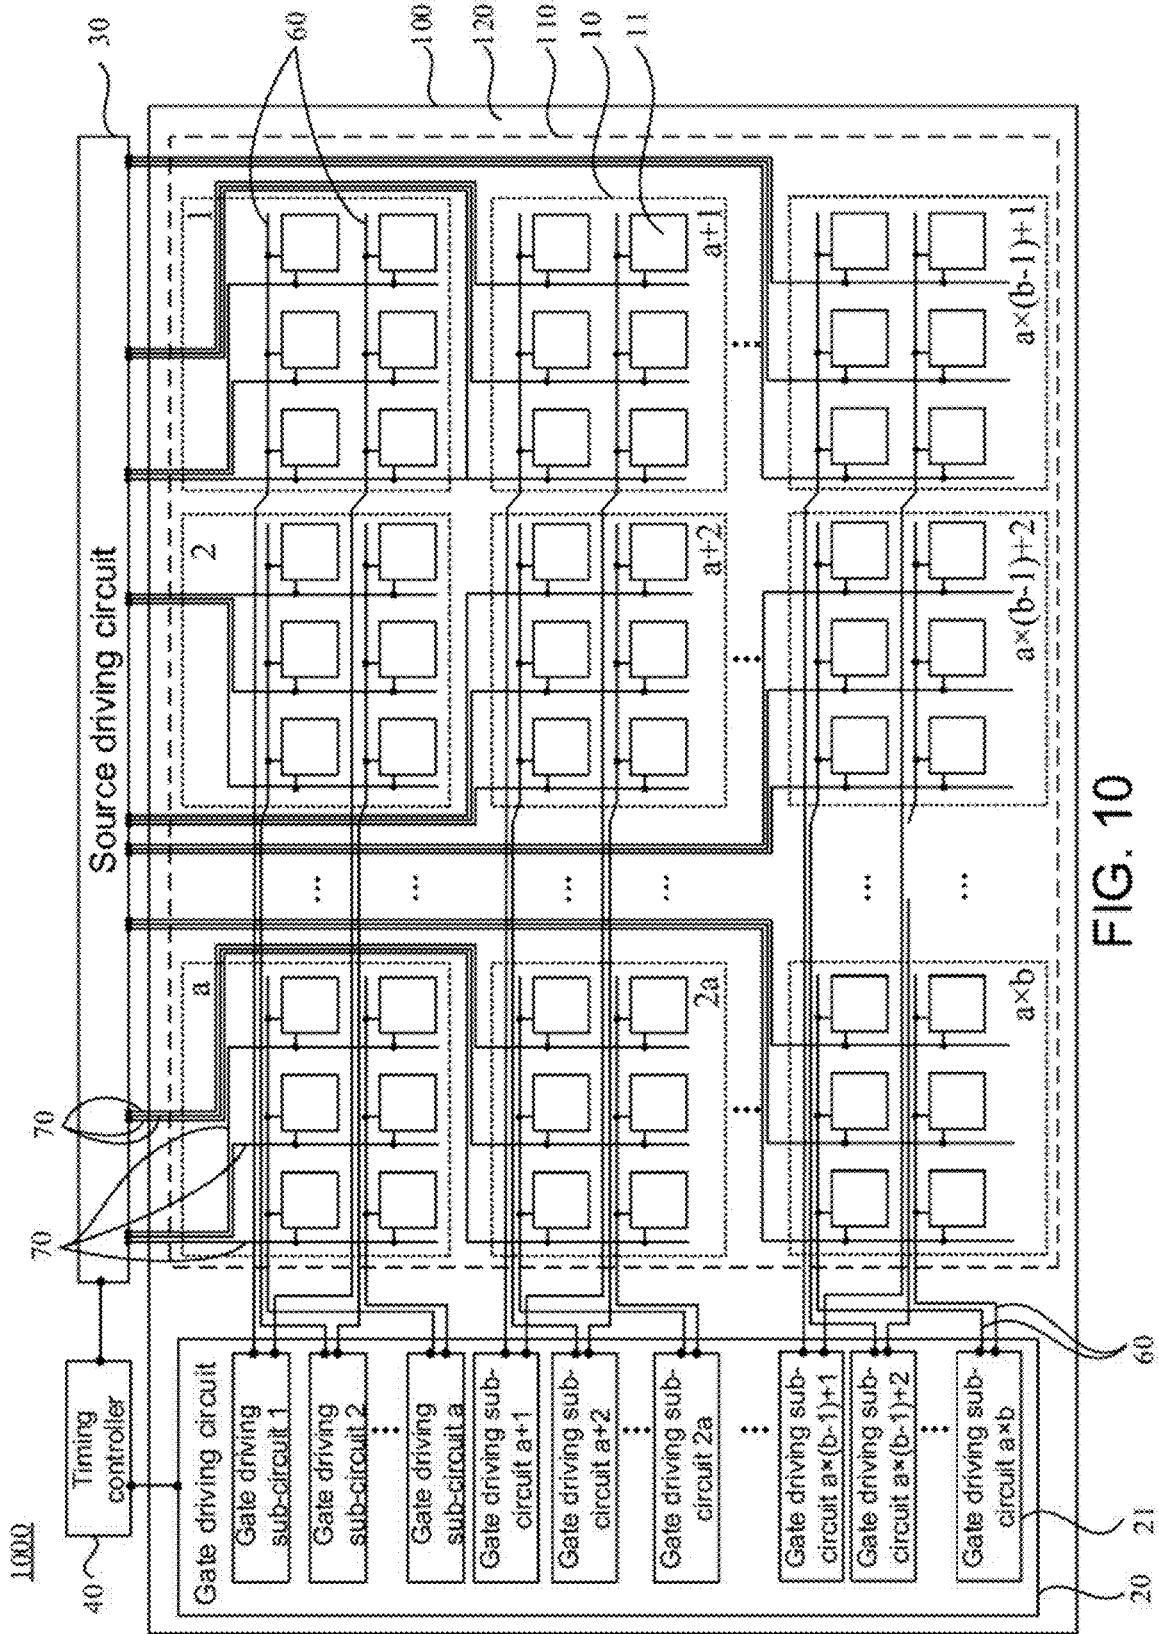 1000
40
Timing
controller
Source driving circuit
30
70
70
60
100
120
110
10
11
Gate driving circuit
Gate driving
sub-circuit 1
Gate driving
sub-circuit 2
Gate driving
sub-circuit a
Gate driving sub-
circuit a+1
Gate driving sub-
circuit a+2
Gate driving sub-
circuit 2a
Gate driving sub-
circuit a×(b-1)+1
Gate driving sub-
circuit a×(b-1)+2
Gate driving sub-
circuit a×b
a
2
1
2a
a+2
a+1
a×b
a×(b-1)+2
a×(b-1)+1
20
21
60
FIG. 10